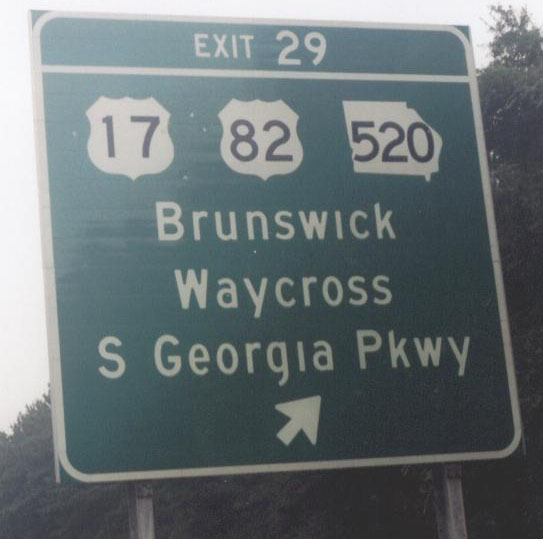 EXIT 29
17 82 520
Brunswick
Waycross
S Georgia Pkwy